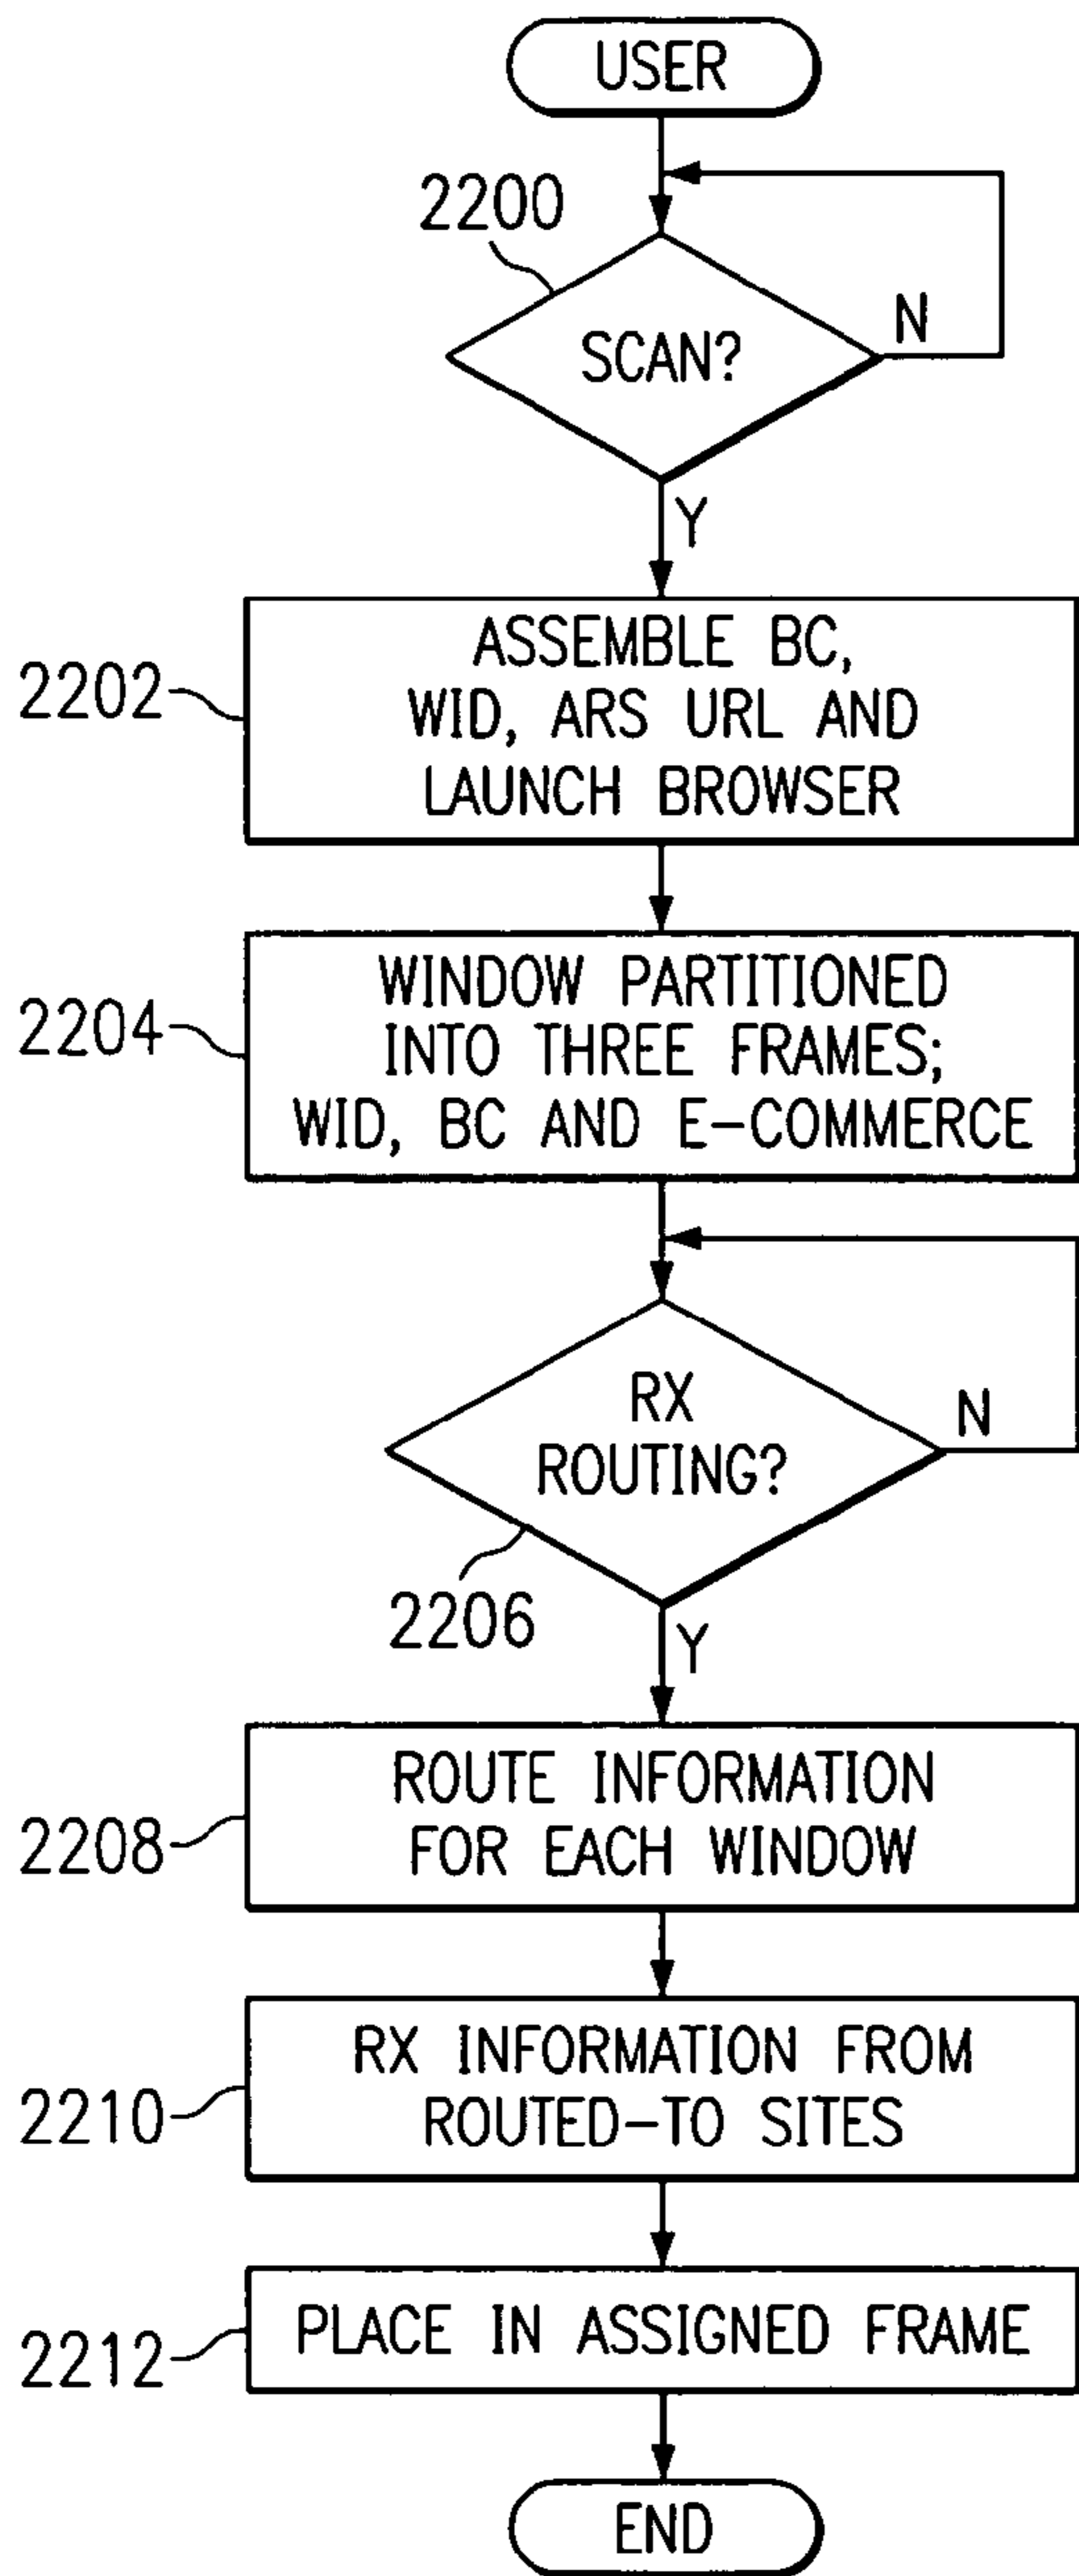 USER
2200
SCAN?
N
Y
2202
ASSEMBLE BC,
WID, ARS URL AND
LAUNCH BROWSER
2204
WINDOW PARTITIONED
INTO THREE FRAMES;
WID, BC AND E-COMMERCE
RX
ROUTING?
N
2206
Y
2208
ROUTE INFORMATION
FOR EACH WINDOW
2210
RX INFORMATION FROM
ROUTED-TO SITES
2212
PLACE IN ASSIGNED FRAME
END